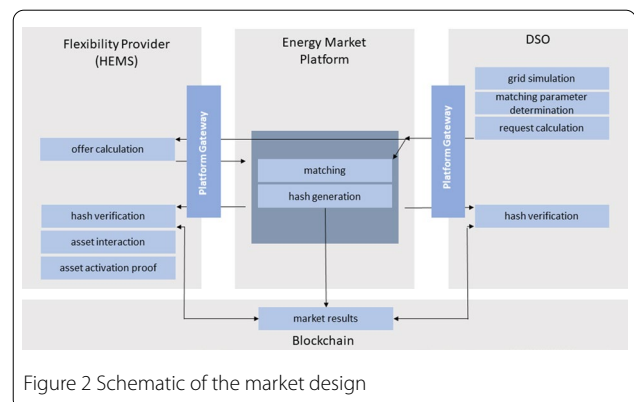 Flexibility Provider
(HEMS)
Energy Market
Platform
DSO
grid simulation
matching parameter
determination
request calculation
Platform Gateway
Platform Gateway
offer calculation
matching
hash generation
hash verification
asset interaction
asset activation proof
hash verification
market results
Blockchain
Figure 2 Schematic of the market design